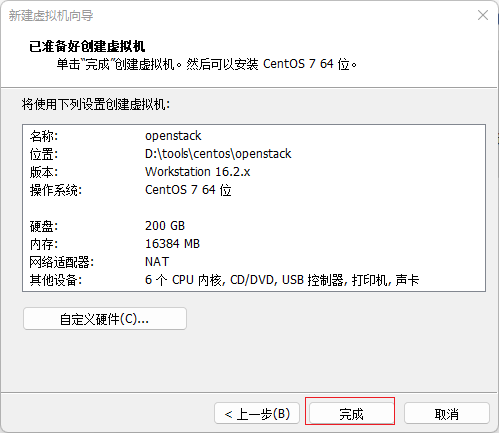 新建虚拟机向导
已准备好创建虚拟机
单击“完成”创建虚拟机。然后可以安装 CentOS 7 64 位。
将使用下列设置创建虚拟机:
名称: openstack
位置: D:\tools\centos\openstack
版本: Workstation 16.2.x
操作系统: CentOS 7 64 位
硬盘: 200 GB
内存: 16384 MB
网络适配器: NAT
其他设备: 6 个 CPU 内核, CD/DVD, USB 控制器, 打印机, 声卡
自定义硬件(C)...
< 上一步(B) 完成 取消